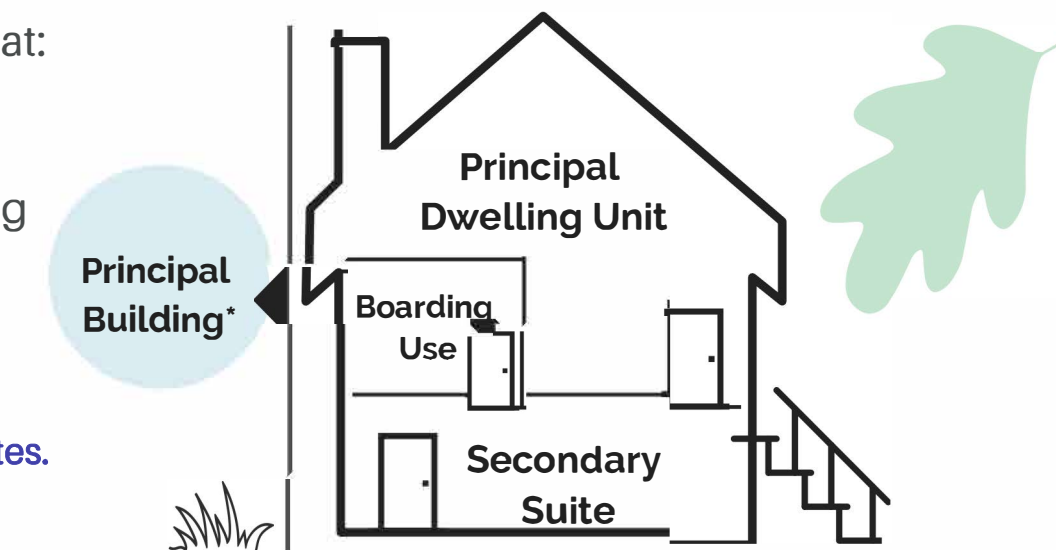 at:
g
Principal
Building*
tes.
Principal
Dwelling Unit
Boarding
Use
Secondary
Suite